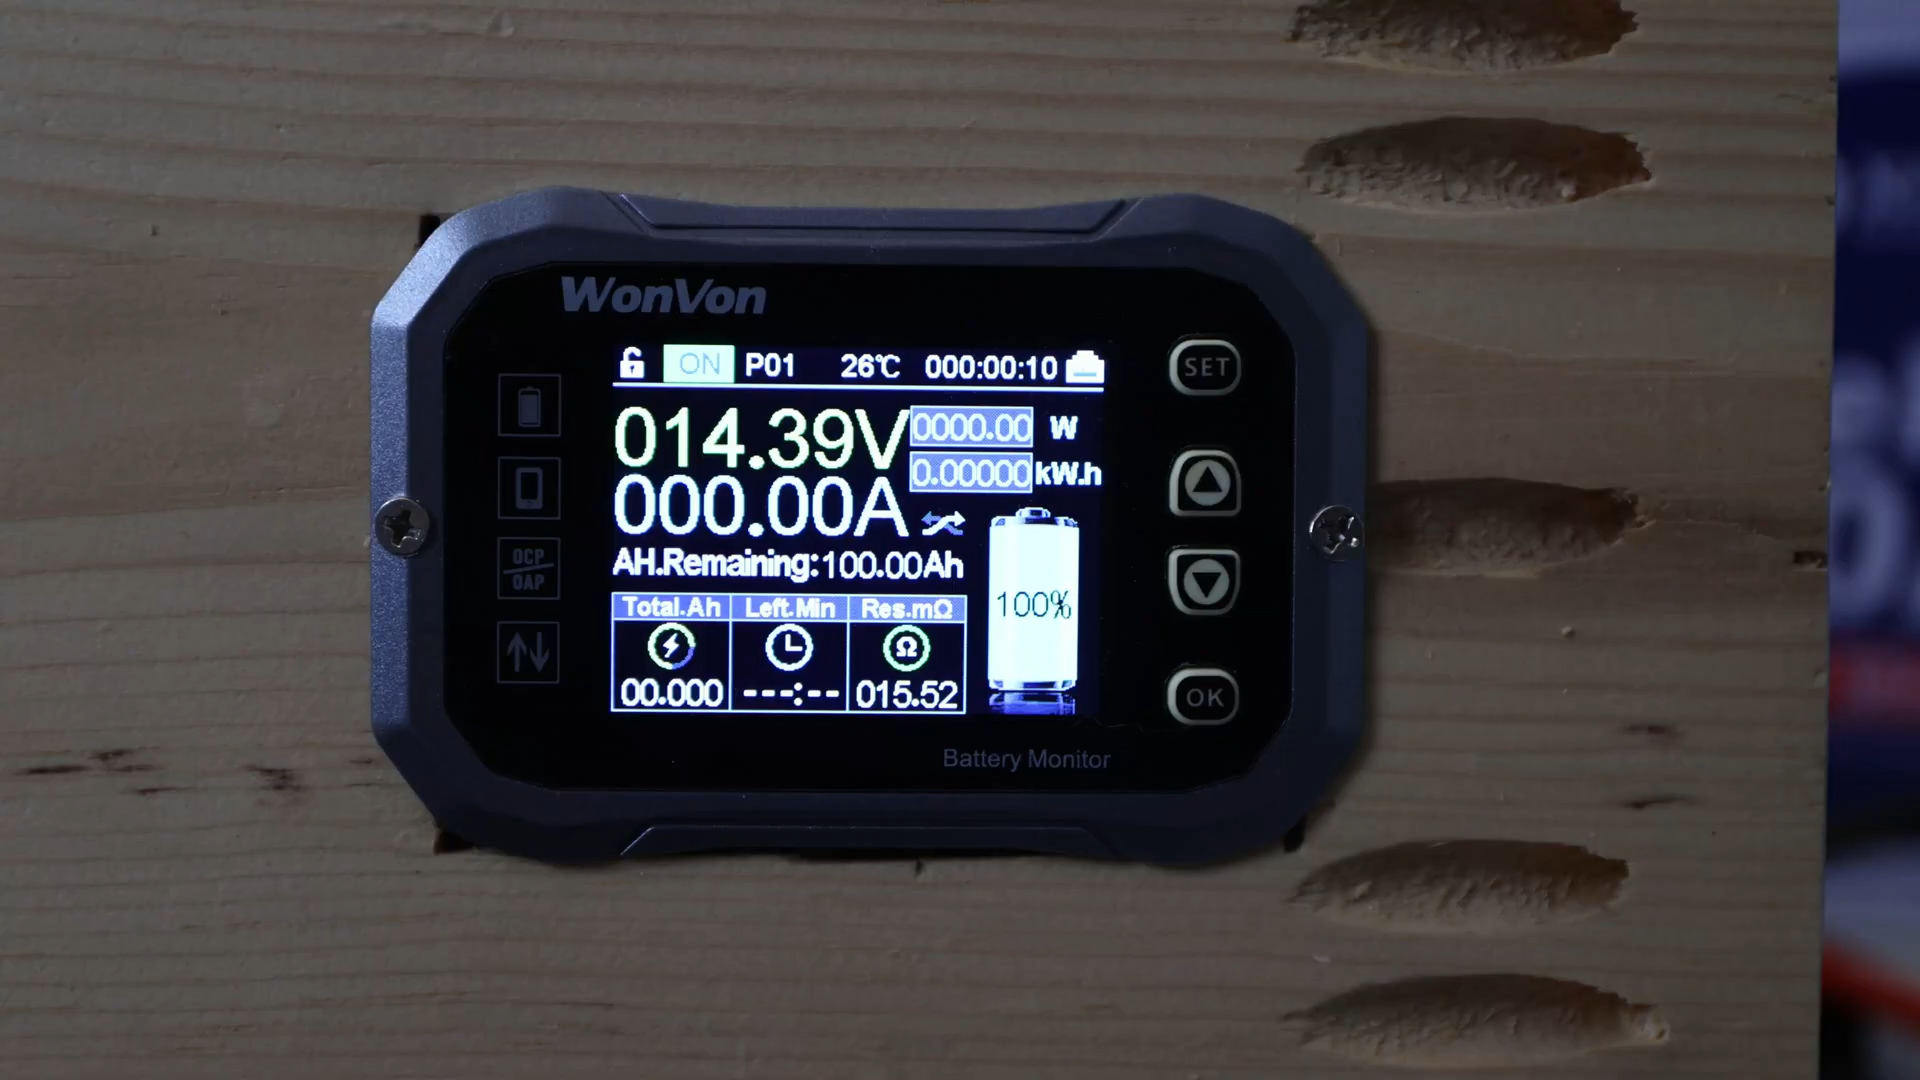 WonVon
ON P01 26℃ 000:00:10
014.39V 0000.00 W
0.00000 kW.h
000.00A
AH.Remaining:100.00Ah
100%
Total.Ah Left.Min Res.mΩ
Ω
00.000 ---:-- 015.52
OCP
OAP
SET
OK
Battery Monitor